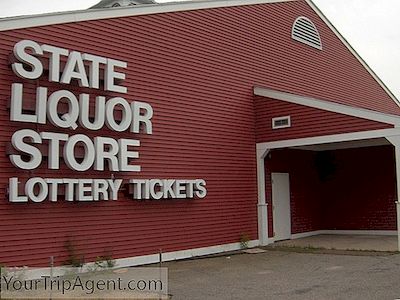 STATE
LIQUOR
STORE
LOTTERY TICKETS
YourTripAgent.com